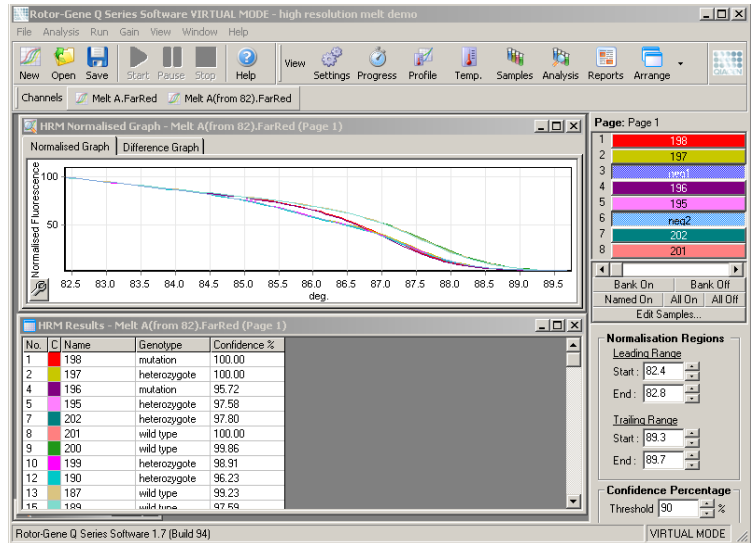 Rotor-Gene Q Series Software VIRTUAL MODE - high resolution melt demo
File Analysis Run Gain View Window Help
New Open Save Start Pause Stop Help View Settings Progress Profile Temp. Samples Analysis Reports Arrange
Channels Melt A.FarRed Melt A(from 82).FarRed
HRM Normalised Graph - Melt A(from 82).FarRed (Page 1)
Normalised Graph Difference Graph
Normalised Fluorescence
100
50
82.5 83.0 83.5 84.0 84.5 85.0 85.5 86.0 86.5 87.0 87.5 88.0 88.5 89.0 89.5
deg.
HRM Results - Melt A(from 82).FarRed (Page 1)
No. C Name Genotype Confidence %
1 198 mutation 100.00
2 197 heterozygote 100.00
4 196 mutation 95.72
5 195 heterozygote 97.58
7 202 heterozygote 97.80
8 201 wild type 100.00
9 200 wild type 99.86
10 199 heterozygote 98.91
12 190 heterozygote 96.23
13 187 wild type 99.23
15 189 wild type 97.59
Page: Page 1
1 198
2 197
3 neg1
4 196
5 195
6 neg2
7 202
8 201
Bank On Bank Off
Named On All On All Off
Edit Samples...
Normalisation Regions
Leading Range
Start : 82.4
End : 82.8
Trailing Range
Start : 89.3
End : 89.7
Confidence Percentage
Threshold 90 %
Rotor-Gene Q Series Software 1.7 (Build 94)
VIRTUAL MODE